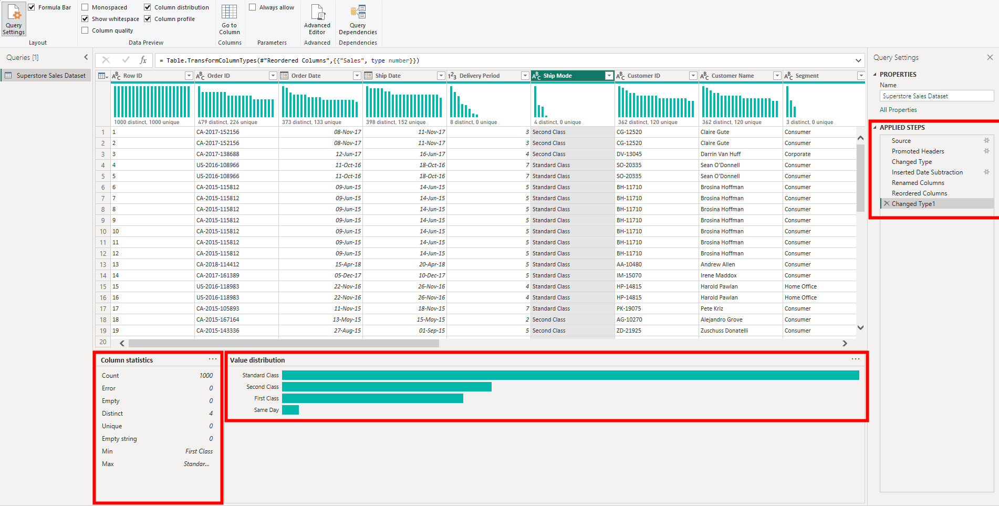 Formula Bar
Monospaced
Column distribution
Always allow
Show whitespace
Column profile
Query Settings
Column quality
Go to Column
Advanced Editor
Query Dependencies
Layout
Data Preview
Columns
Parameters
Advanced
Dependencies
Queries [1]
fx
= Table.TransformColumnTypes(#"Reordered Columns",{{"Sales", type number}})
Superstore Sales Dataset
Row ID Order ID Order Date Ship Date Delivery Period Ship Mode Customer ID Customer Name Segment
1000 distinct, 1000 unique 479 distinct, 226 unique 373 distinct, 133 unique 398 distinct, 152 unique 8 distinct, 0 unique 4 distinct, 0 unique 362 distinct, 120 unique 362 distinct, 120 unique 3 distinct, 0 unique
1 1 CA-2017-152156 08-Nov-17 11-Nov-17 3 Second Class CG-12520 Claire Gute Consumer
2 2 CA-2017-152156 08-Nov-17 11-Nov-17 3 Second Class CG-12520 Claire Gute Consumer
3 3 CA-2017-138688 12-Jun-17 16-Jun-17 4 Second Class DV-13045 Darrin Van Huff Corporate
4 4 US-2016-108966 11-Oct-16 18-Oct-16 7 Standard Class SO-20335 Sean O'Donnell Consumer
5 5 US-2016-108966 11-Oct-16 18-Oct-16 7 Standard Class SO-20335 Sean O'Donnell Consumer
6 6 CA-2015-115812 09-Jun-15 14-Jun-15 5 Standard Class BH-11710 Brosina Hoffman Consumer
7 7 CA-2015-115812 09-Jun-15 14-Jun-15 5 Standard Class BH-11710 Brosina Hoffman Consumer
8 8 CA-2015-115812 09-Jun-15 14-Jun-15 5 Standard Class BH-11710 Brosina Hoffman Consumer
9 9 CA-2015-115812 09-Jun-15 14-Jun-15 5 Standard Class BH-11710 Brosina Hoffman Consumer
10 10 CA-2015-115812 09-Jun-15 14-Jun-15 5 Standard Class BH-11710 Brosina Hoffman Consumer
11 11 CA-2015-115812 09-Jun-15 14-Jun-15 5 Standard Class BH-11710 Brosina Hoffman Consumer
12 12 CA-2015-115812 09-Jun-15 14-Jun-15 5 Standard Class BH-11710 Brosina Hoffman Consumer
13 13 CA-2018-114412 15-Apr-18 20-Apr-18 5 Standard Class AA-10480 Andrew Allen Consumer
14 14 CA-2017-161389 05-Dec-17 10-Dec-17 5 Standard Class IM-15070 Irene Maddox Consumer
15 15 US-2016-118983 22-Nov-16 26-Nov-16 4 Standard Class HP-14815 Harold Pawlan Home Office
16 16 US-2016-118983 22-Nov-16 26-Nov-16 4 Standard Class HP-14815 Harold Pawlan Home Office
17 17 CA-2015-105893 11-Nov-15 18-Nov-15 7 Standard Class PK-19075 Pete Kriz Consumer
18 18 CA-2015-167164 13-May-15 15-May-15 2 Second Class AG-10270 Alejandro Grove Consumer
19 19 CA-2015-143336 27-Aug-15 01-Sep-15 5 Second Class ZD-21925 Zuschuss Donatelli Consumer
20
Column statistics ...
Count 1000
Error 0
Empty 0
Distinct 4
Unique 0
Empty string 0
Min First Class
Max Standar...
Value distribution ...
Standard Class
Second Class
First Class
Same Day
Query Settings
PROPERTIES
Name
Superstore Sales Dataset
All Properties
APPLIED STEPS
Source
Promoted Headers
Changed Type
Inserted Date Subtraction
Renamed Columns
Reordered Columns
Changed Type1